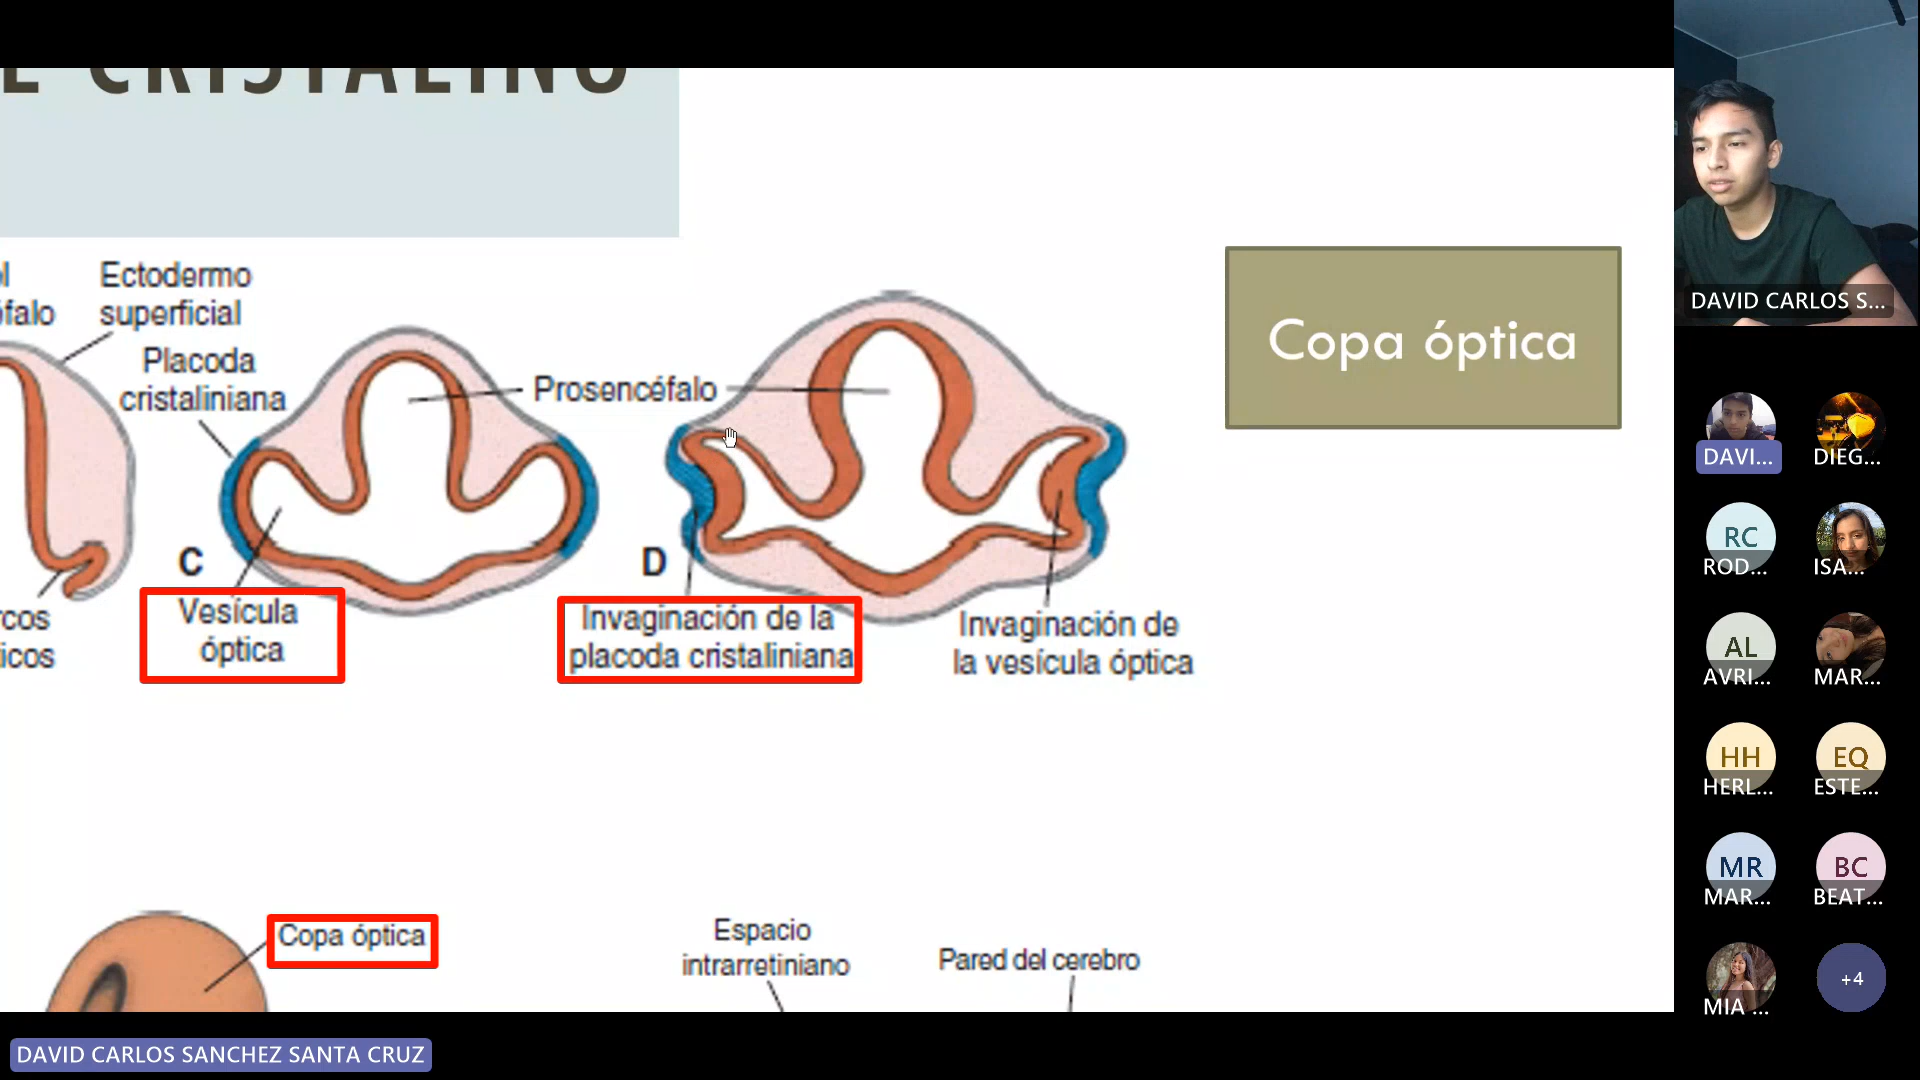 E CRISTALINO
Ectodermo
superficial
Placoda
cristaliniana
Prosencéfalo
Copa óptica
C
D
Vesícula
óptica
Invaginación de la
placoda cristaliniana
Invaginación de
la vesícula óptica
Copa óptica
Espacio
intrarretiniano
Pared del cerebro
DAVID CARLOS S...
DAVI...
DIEG...
RC
ROD...
ISA...
AL
AVRI...
MAR...
HH
HERL...
EQ
ESTE...
MR
MAR...
BC
BEAT...
MIA ...
+4
DAVID CARLOS SANCHEZ SANTA CRUZ